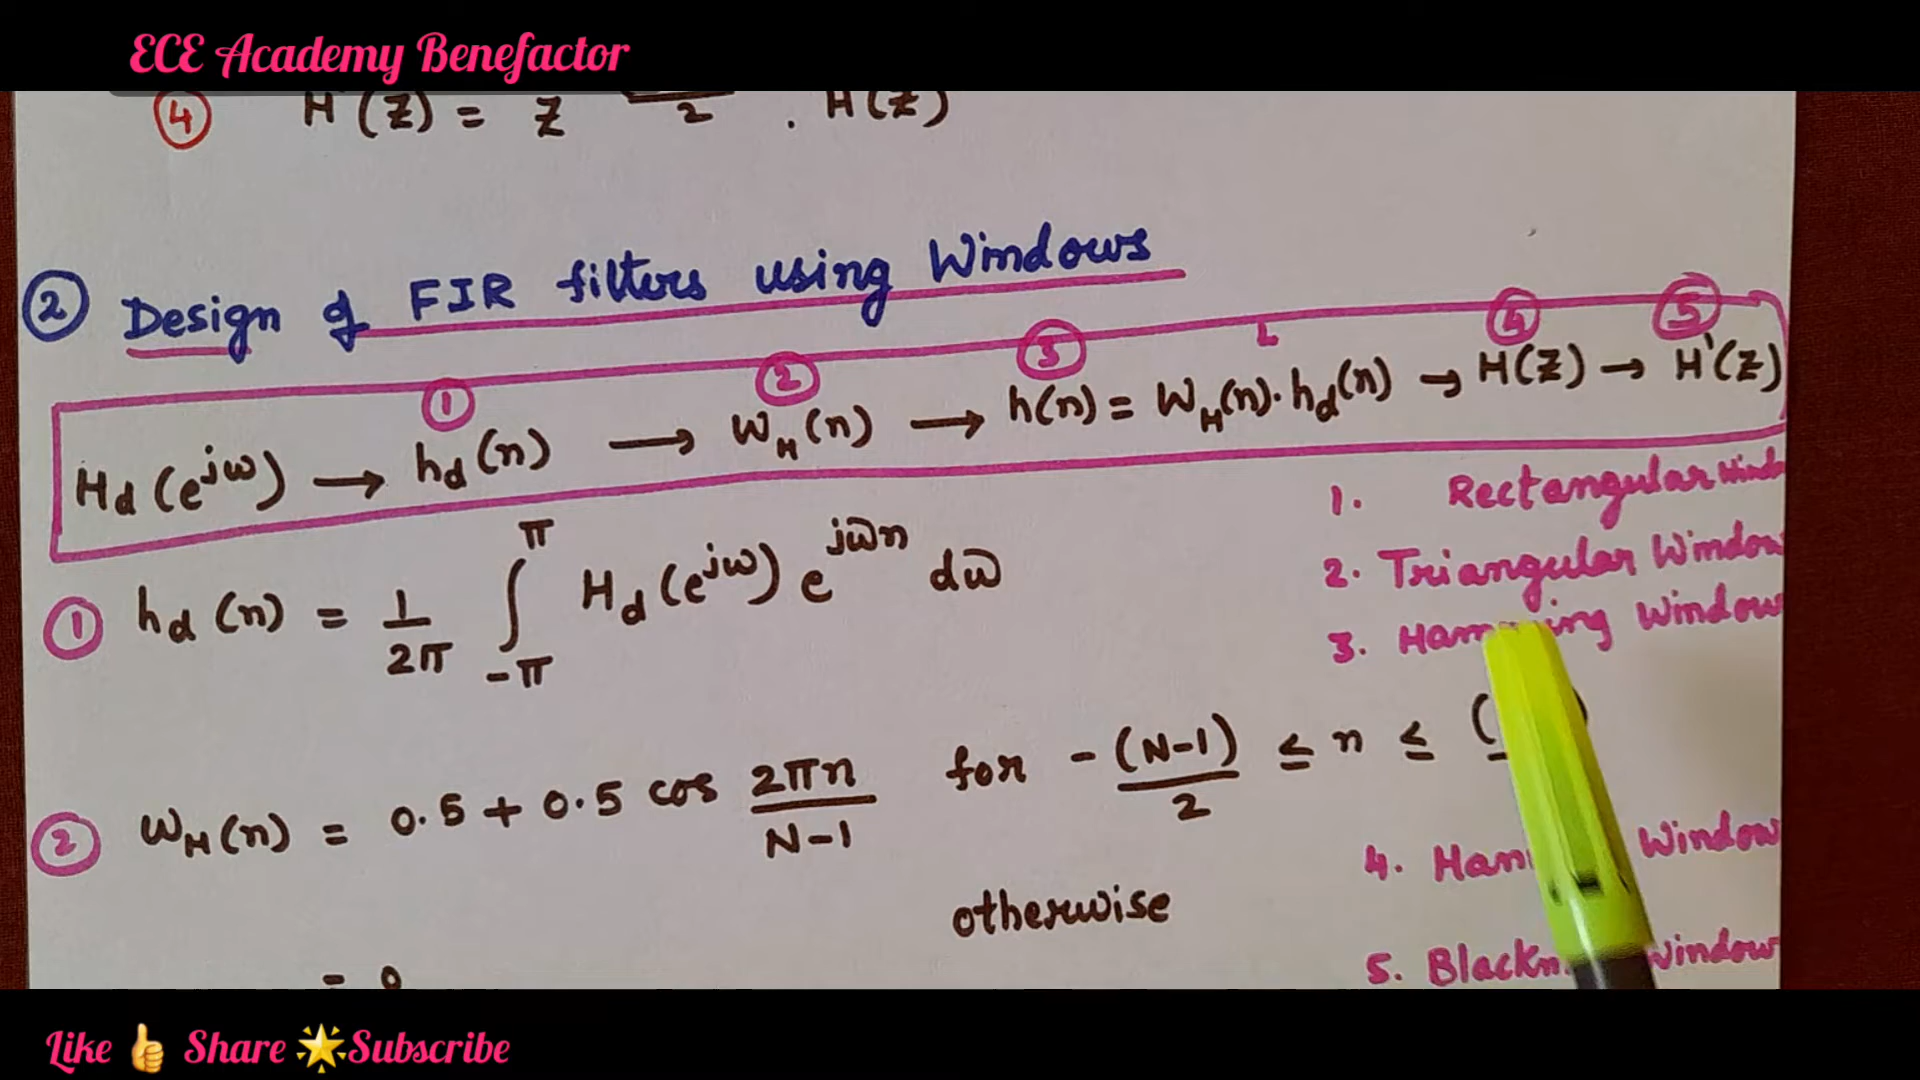 ECE Academy Benefactor
④ H'(Z) = Z 2 . H(Z)
② Design of FIR filters using Windows
① ② ③ ④ ⑤
Hd(e^jω) → hd(n) → WH(n) → h(n) = WH(n).hd(n) → H(Z) → H'(Z)
1. Rectangular
2. Triangular Window
① hd(n) = 1/2π ∫_-π^π Hd(e^jω) e^jωn dω
3. Window
② WH(n) = 0.5 + 0.5 cos 2πn/N-1 for -(N-1)/2 ≤ n ≤
4. Window
otherwise
5. Window
= 0
Like 👍 Share 🌟Subscribe